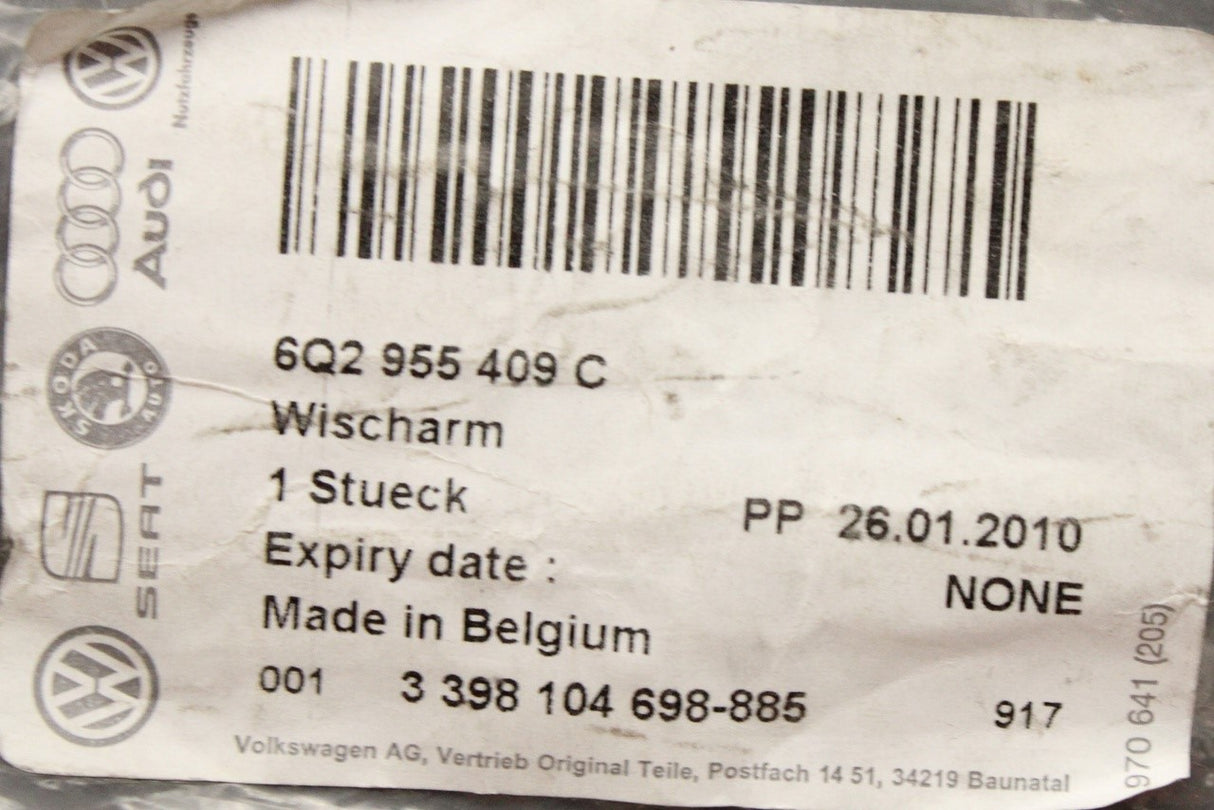 6Q2 955 409 C
Wischarm
1 Stueck
PP 26.01.2010
Expiry date :
NONE
Made in Belgium
001 3 398 104 698-885 917
Volkswagen AG, Vertrieb Original Teile, Postfach 14 51, 34219 Baunatal
970 641 (205)
Nutzfahrzeuge
Audi
SKODA AUTO
SEAT